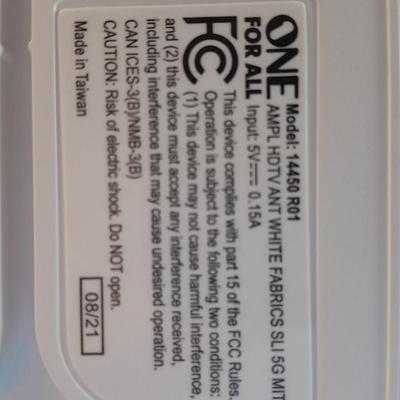 ONE
FOR ALL
Model: 14450 R01
AMPL HDTV ANT WHITE FABRICS SLI 5G MIT
Input: 5V⎓ 0.15A
FC
This device complies with part 15 of the FCC Rules.
Operation is subject to the following two conditions:
(1) This device may not cause harmful interference,
and (2) this device must accept any interference received,
including interference that may cause undesired operation.
CAN ICES-3(B)/NMB-3(B)
CAUTION: Risk of electric shock. Do NOT open.
Made in Taiwan
08/21